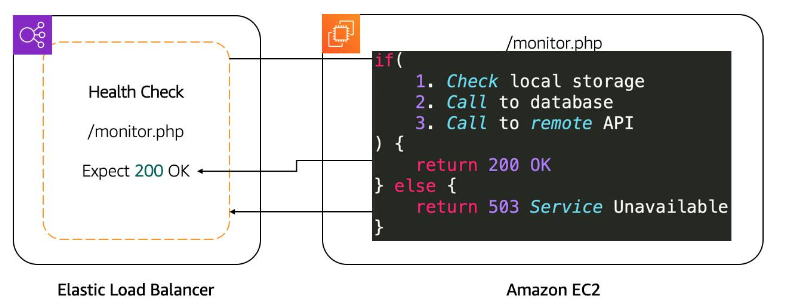 Health Check
/monitor.php
Expect 200 OK
/monitor.php
if(
1. Check local storage
2. Call to database
3. Call to remote API
) {
return 200 OK
} else {
return 503 Service Unavailable
}
Elastic Load Balancer
Amazon EC2